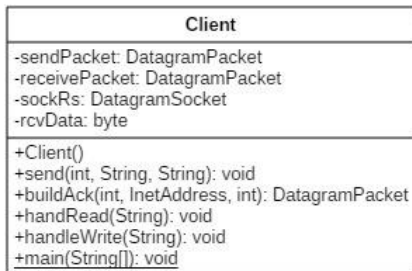 Client
-sendPacket: DatagramPacket
-receivePacket: DatagramPacket
-sockRs: DatagramSocket
-rcvData: byte
+Client()
+send(int, String, String): void
+buildAck(int, InetAddress, int): DatagramPacket
+handRead(String): void
+handleWrite(String): void
+main(String[]): void